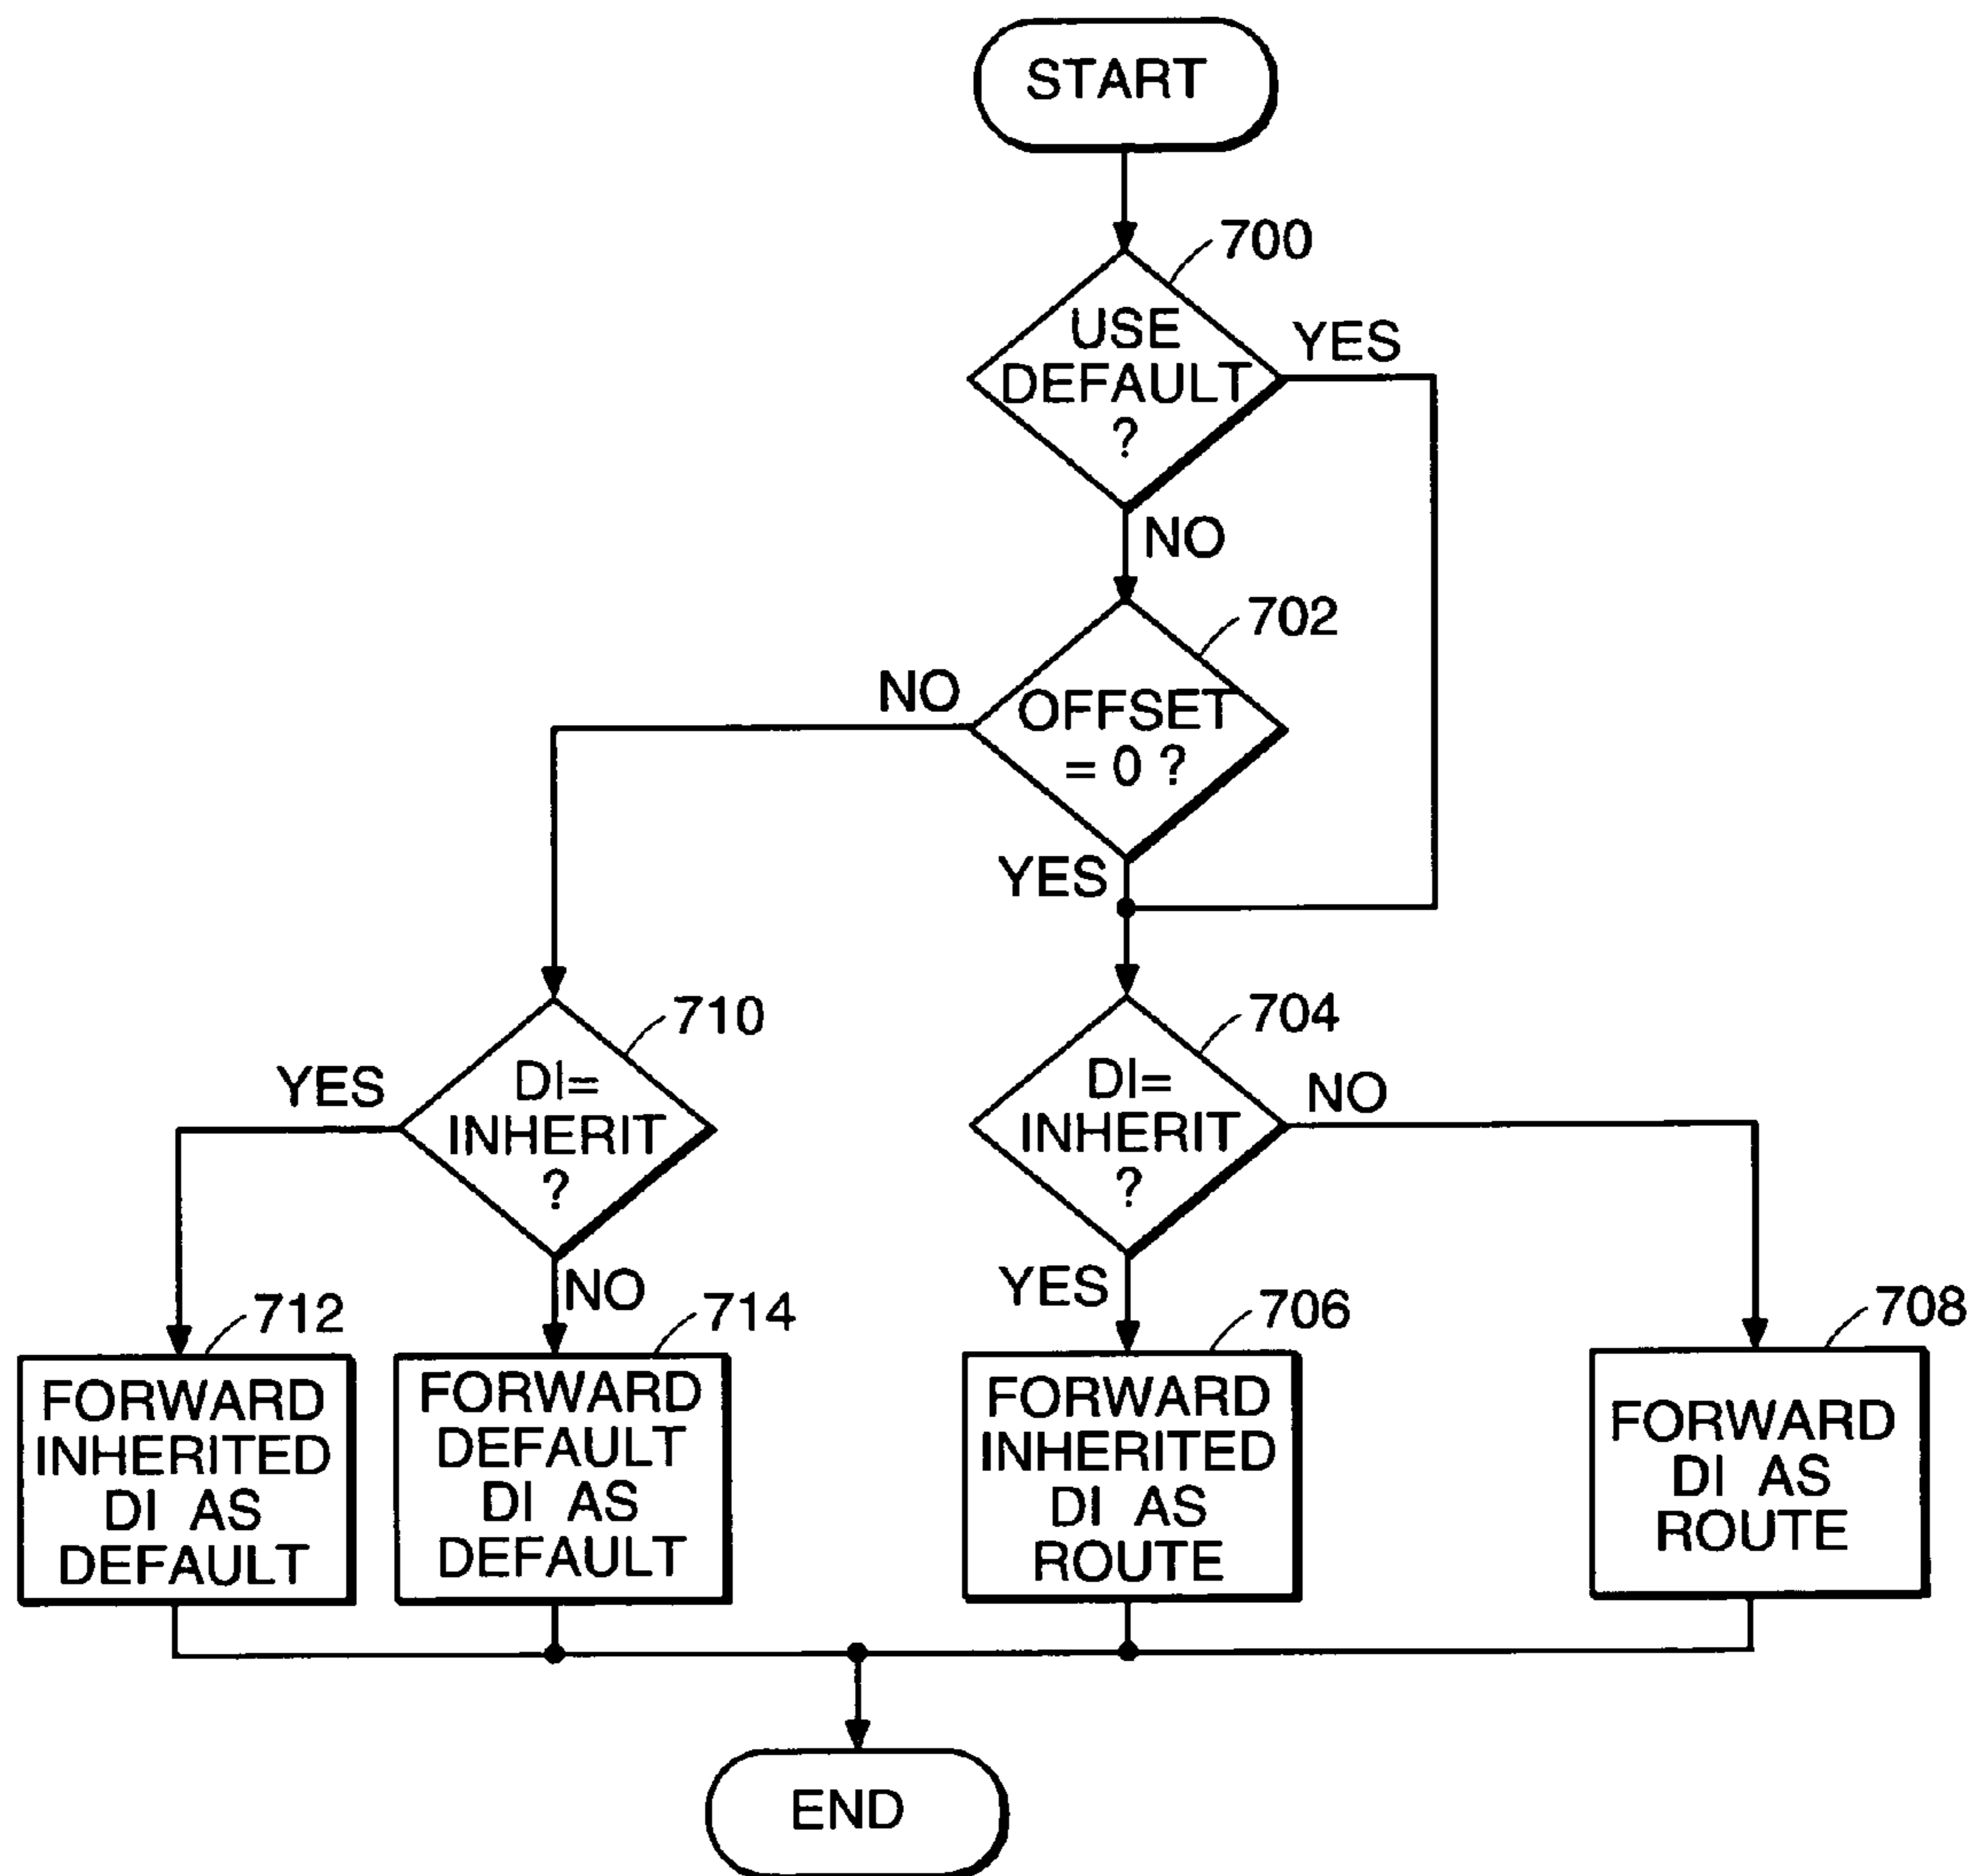 START
700
USE
DEFAULT
?
YES
NO
702
OFFSET
= 0 ?
NO
YES
710
DI=
INHERIT
?
YES
NO
704
DI=
INHERIT
?
NO
YES
712
FORWARD
INHERITED
DI AS
DEFAULT
714
FORWARD
DEFAULT
DI AS
DEFAULT
706
FORWARD
INHERITED
DI AS
ROUTE
708
FORWARD
DI AS
ROUTE
END